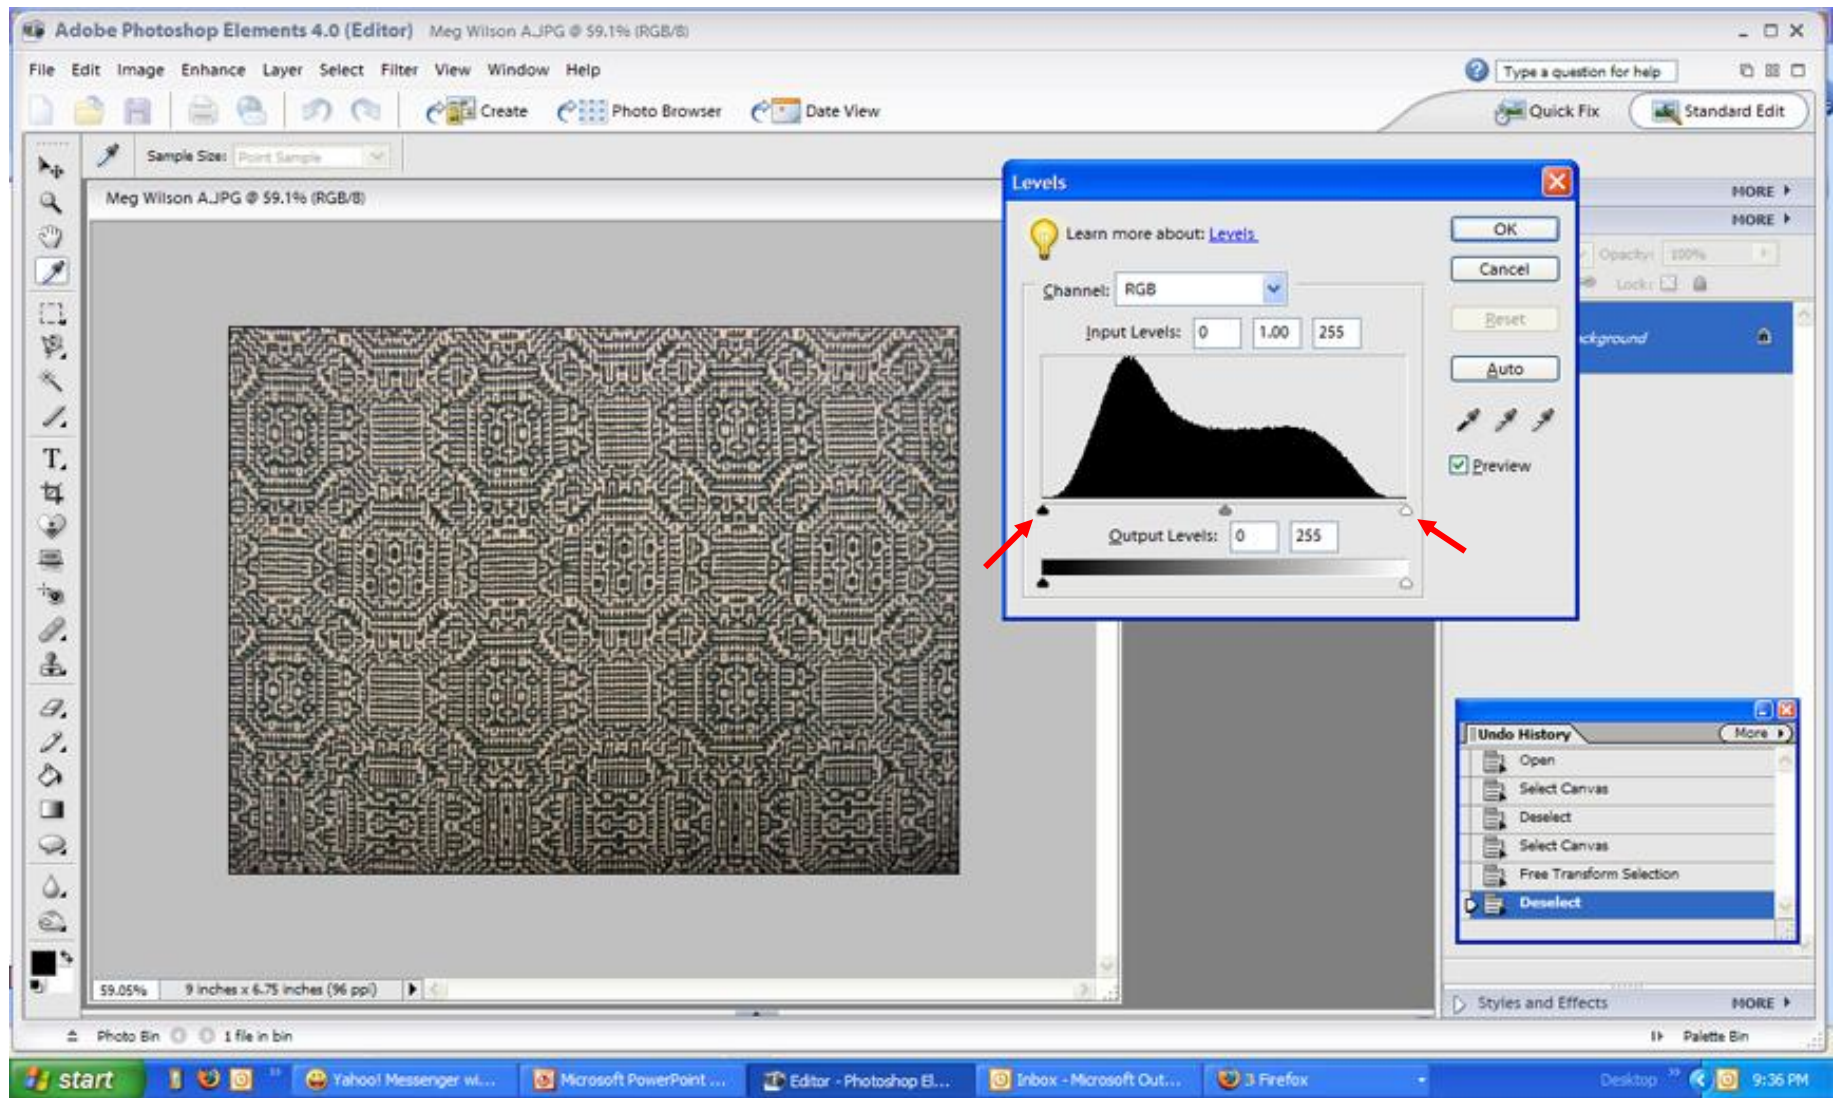 Adobe Photoshop Elements 4.0 (Editor) Meg Wilson A.JPG @ 59.1% (RGB/8)
File Edit Image Enhance Layer Select Filter View Window Help
Type a question for help
Create Photo Browser Date View
Quick Fix Standard Edit
Sample Size: Point Sample
Meg Wilson A.JPG @ 59.1% (RGB/8)
Levels
MORE
MORE
Learn more about: Levels
OK
Cancel
Opacity: 100%
Lock:
Channel: RGB
Reset
Input Levels: 0 1.00 255
ckground
Auto
Preview
Output Levels: 0 255
T
Undo History More
Open
Select Canvas
Deselect
Select Canvas
Free Transform Selection
Deselect
59.05% 9 inches x 6.75 inches (96 ppi)
Styles and Effects MORE
Photo Bin 1 file in bin
Palette Bin
start Yahoo! Messenger wi... Microsoft PowerPoint ... Editor - Photoshop El... Inbox - Microsoft Out... 3 Firefox Desktop 9:36 PM